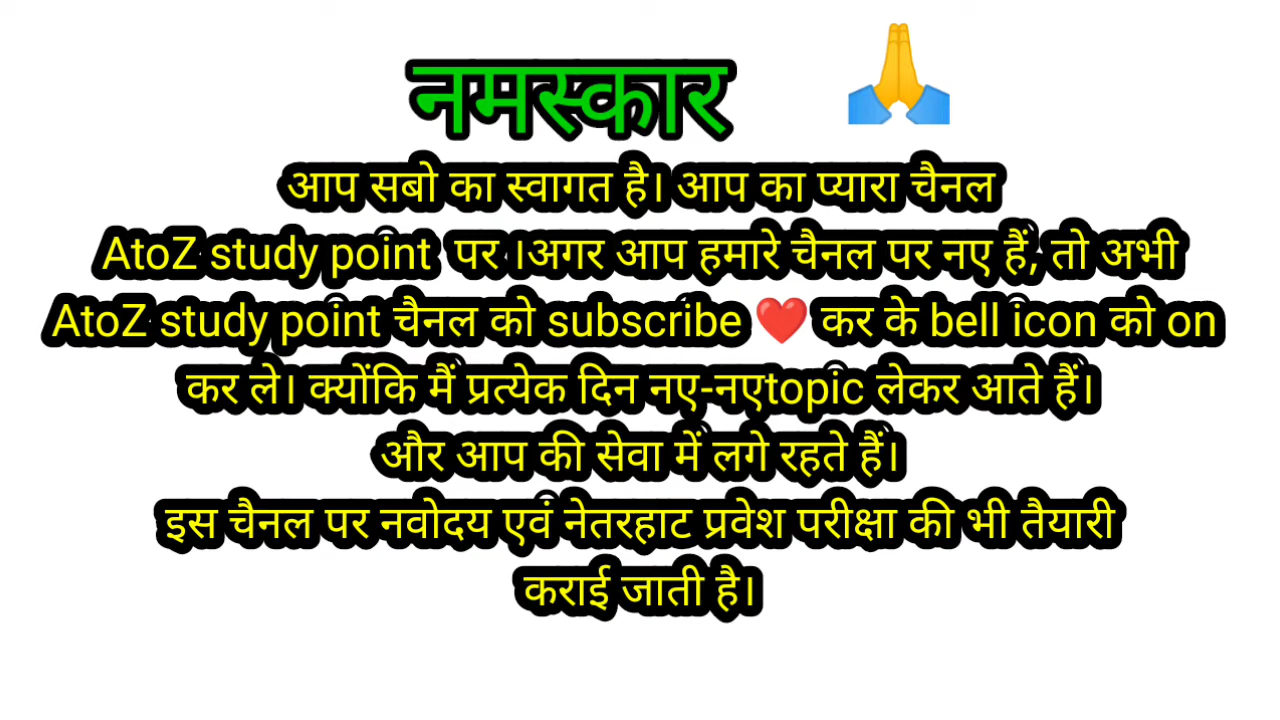 नमस्कार 🙏
आप सबो का स्वागत है। आप का प्यारा चैनल
AtoZ study point पर ।अगर आप हमारे चैनल पर नए हैं, तो अभी
AtoZ study point चैनल को subscribe ❤️ कर के bell icon को on
कर ले। क्योंकि मैं प्रत्येक दिन नए-नएtopic लेकर आते हैं।
और आप की सेवा में लगे रहते हैं।
इस चैनल पर नवोदय एवं नेतरहाट प्रवेश परीक्षा की भी तैयारी
कराई जाती है।